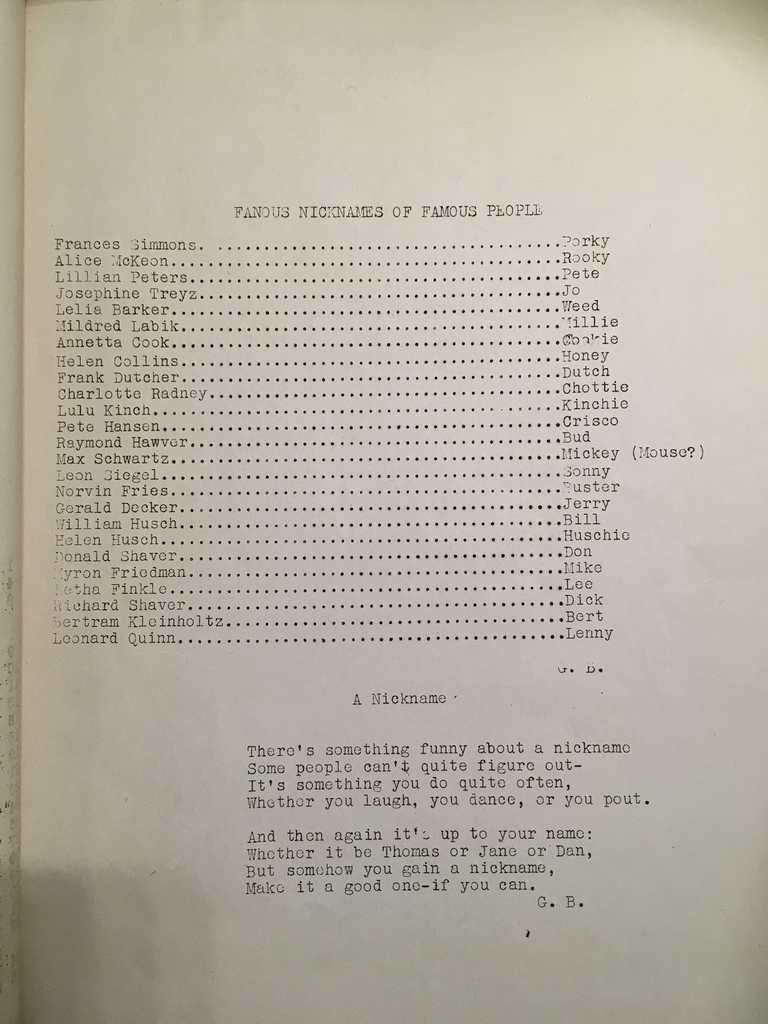 FANOUS NICKNAMES OF FAMOUS PEOPLE
Frances Simmons. ......................................Porky
Alice McKeon..........................................Rooky
Lillian Peters........................................Pete
Josephine Treyz.......................................Jo
Lelia Barker..........................................Weed
Mildred Labik.........................................Millie
Annetta Cook..........................................Cookie
Helen Collins.........................................Honey
Frank Dutcher.........................................Dutch
Charlotte Radney......................................Chottie
Lulu Kinch............................................Kinchie
Pete Hansen...........................................Crisco
Raymond Hawver........................................Bud
Max Schwartz..........................................Mickey (Mouse?)
Leon Siegel...........................................Sonny
Norvin Fries..........................................Buster
Gerald Decker.........................................Jerry
William Husch.........................................Bill
Helen Husch...........................................Huschie
Donald Shaver.........................................Don
Myron Friedman........................................Mike
Finkle................................................Lee
Richard Shaver........................................Dick
Bertram Kleinholtz....................................Bert
Leonard Quinn.........................................Lenny
A Nickname
There's something funny about a nickname
Some people can't quite figure out-
It's something you do quite often,
Whether you laugh, you dance, or you pout.
And then again it's up to your name:
Whether it be Thomas or Jane or Dan,
But somehow you gain a nickname,
Make it a good one-if you can.
G. B.